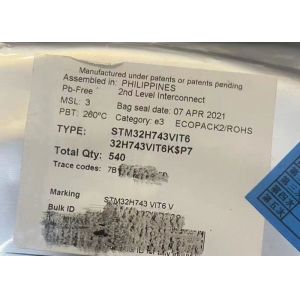 Manufactured under patents or patents pending
Assembled in: PHILIPPINES
Pb-Free 2nd Level Interconnect
MSL: 3 Bag seal date: 07 APR 2021
PBT: 260°C Category: e3 ECOPACK2/ROHS
TYPE: STM32H743VIT6
32H743VIT6K$P7
Total Qty: 540
Trace codes: 7B
Marking STM32H743 VIT6 V
Bulk ID